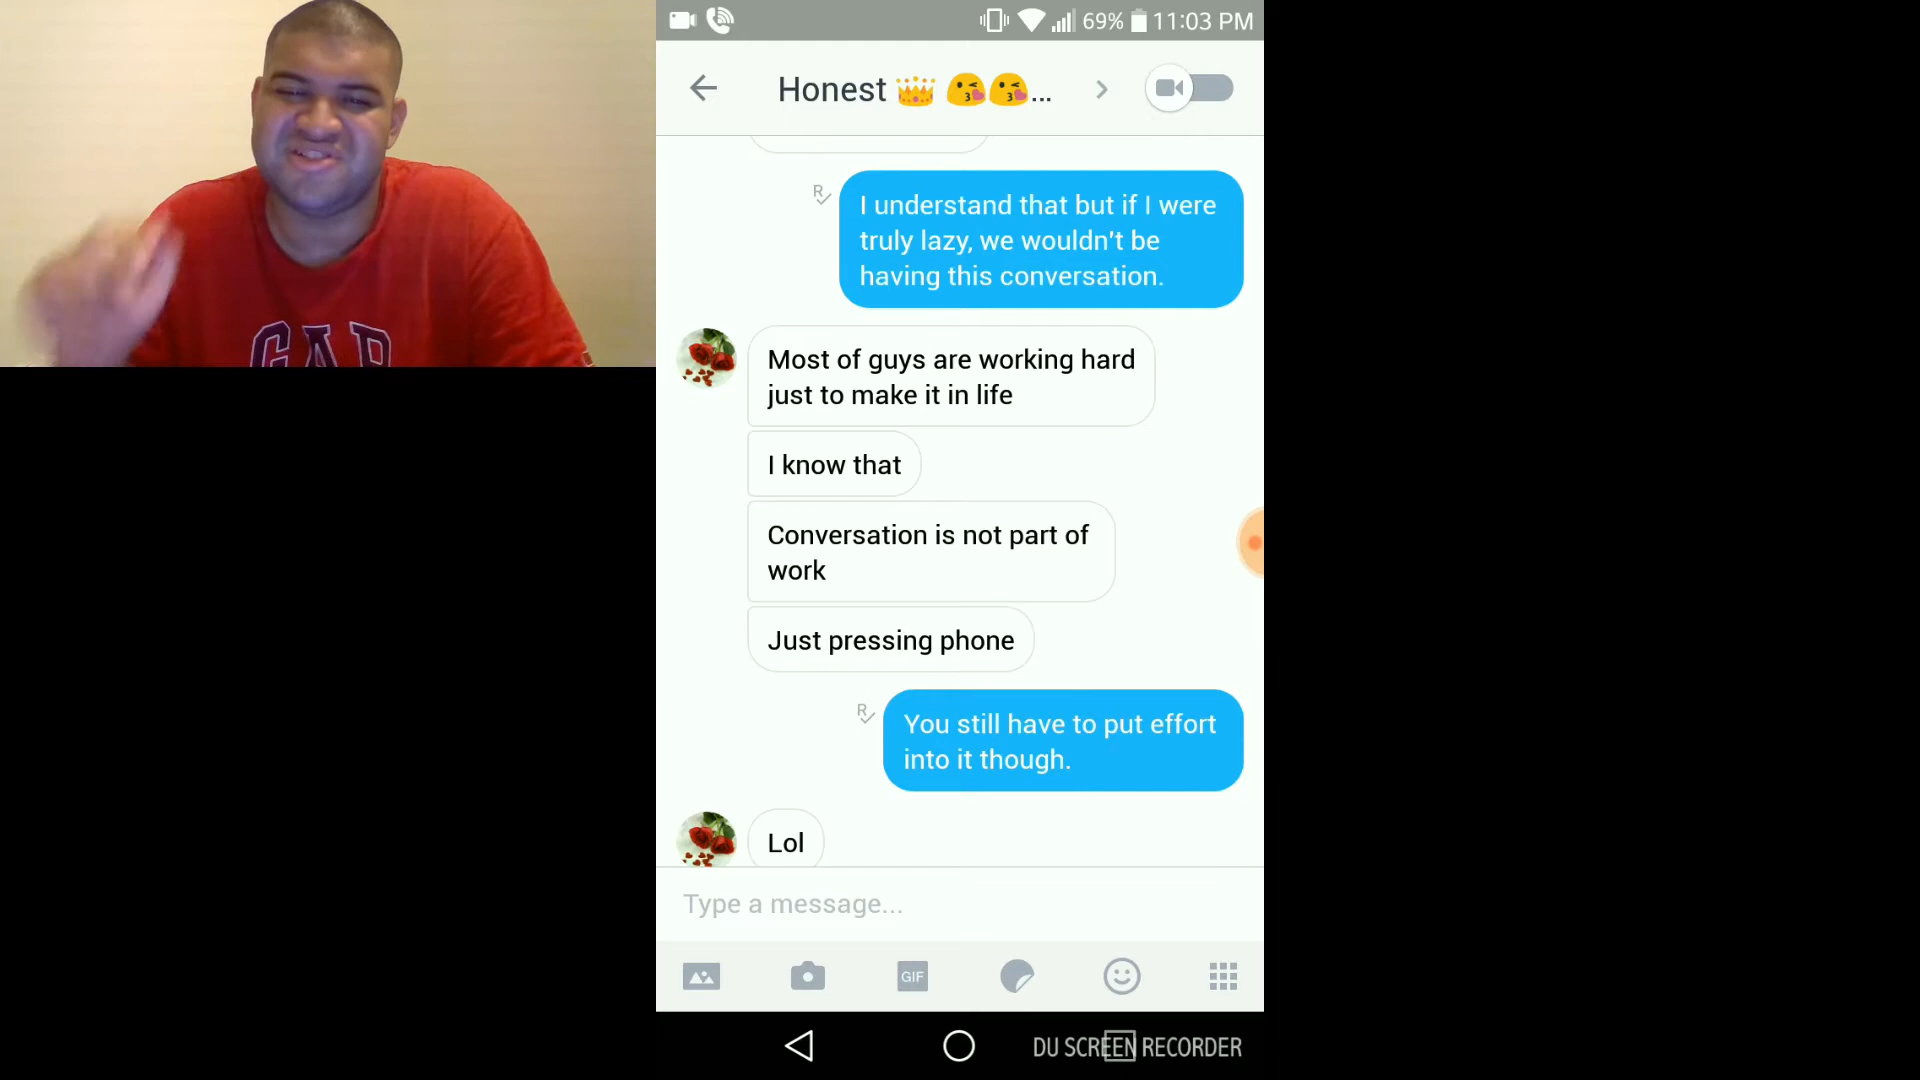 GAP
69% 11:03 PM
Honest 👑 😘😘...
I understand that but if I were
truly lazy, we wouldn't be
having this conversation.
R
Most of guys are working hard
just to make it in life
I know that
Conversation is not part of
work
Just pressing phone
R
You still have to put effort
into it though.
Lol
Type a message...
GIF
DU SCREEN RECORDER